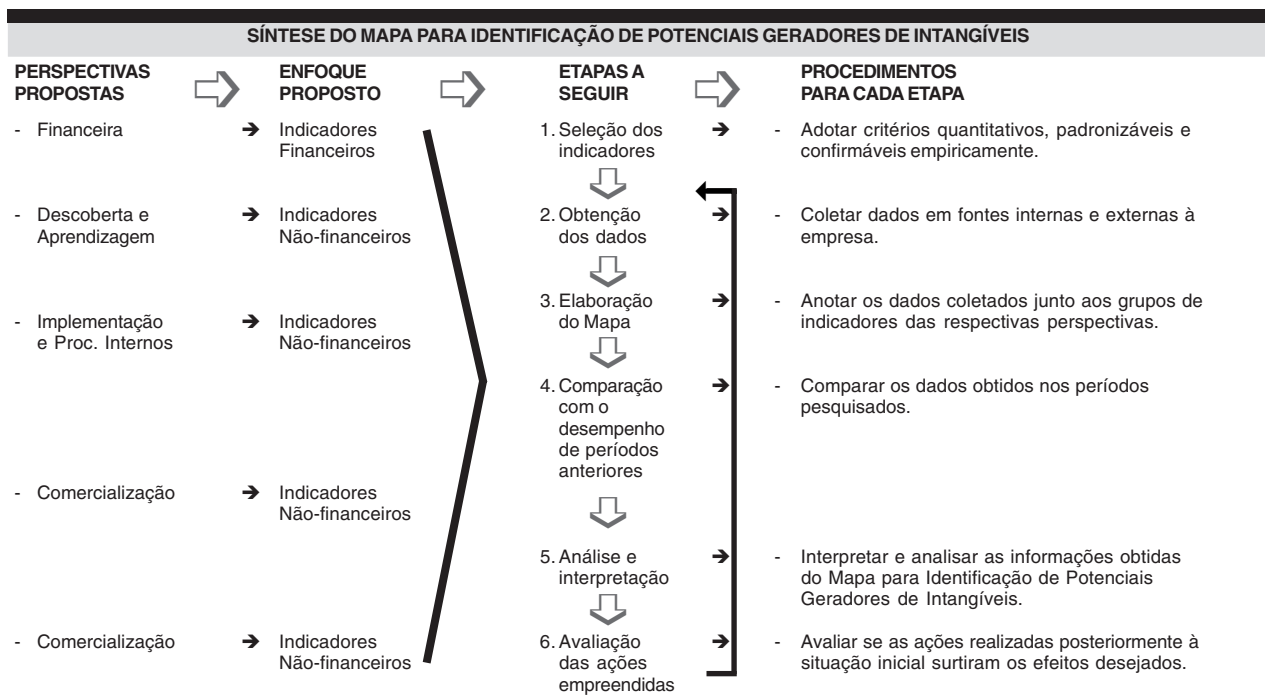 SÍNTESE DO MAPA PARA IDENTIFICAÇÃO DE POTENCIAIS GERADORES DE INTANGÍVEIS
PERSPECTIVAS
PROPOSTAS
ENFOQUE
PROPOSTO
ETAPAS A
SEGUIR
PROCEDIMENTOS
PARA CADA ETAPA
- Financeira
Indicadores
Financeiros
1. Seleção dos
indicadores
- Adotar critérios quantitativos, padronizáveis e
confirmáveis empiricamente.
- Descoberta e
Aprendizagem
Indicadores
Não-financeiros
2. Obtenção
dos dados
- Coletar dados em fontes internas e externas à
empresa.
- Implementação
e Proc. Internos
Indicadores
Não-financeiros
3. Elaboração
do Mapa
- Anotar os dados coletados junto aos grupos de
indicadores das respectivas perspectivas.
4. Comparação
com o
desempenho
de períodos
anteriores
- Comparar os dados obtidos nos períodos
pesquisados.
- Comercialização
Indicadores
Não-financeiros
5. Análise e
interpretação
- Interpretar e analisar as informações obtidas
do Mapa para Identificação de Potenciais
Geradores de Intangíveis.
- Comercialização
Indicadores
Não-financeiros
6. Avaliação
das ações
empreendidas
- Avaliar se as ações realizadas posteriormente à
situação inicial surtiram os efeitos desejados.